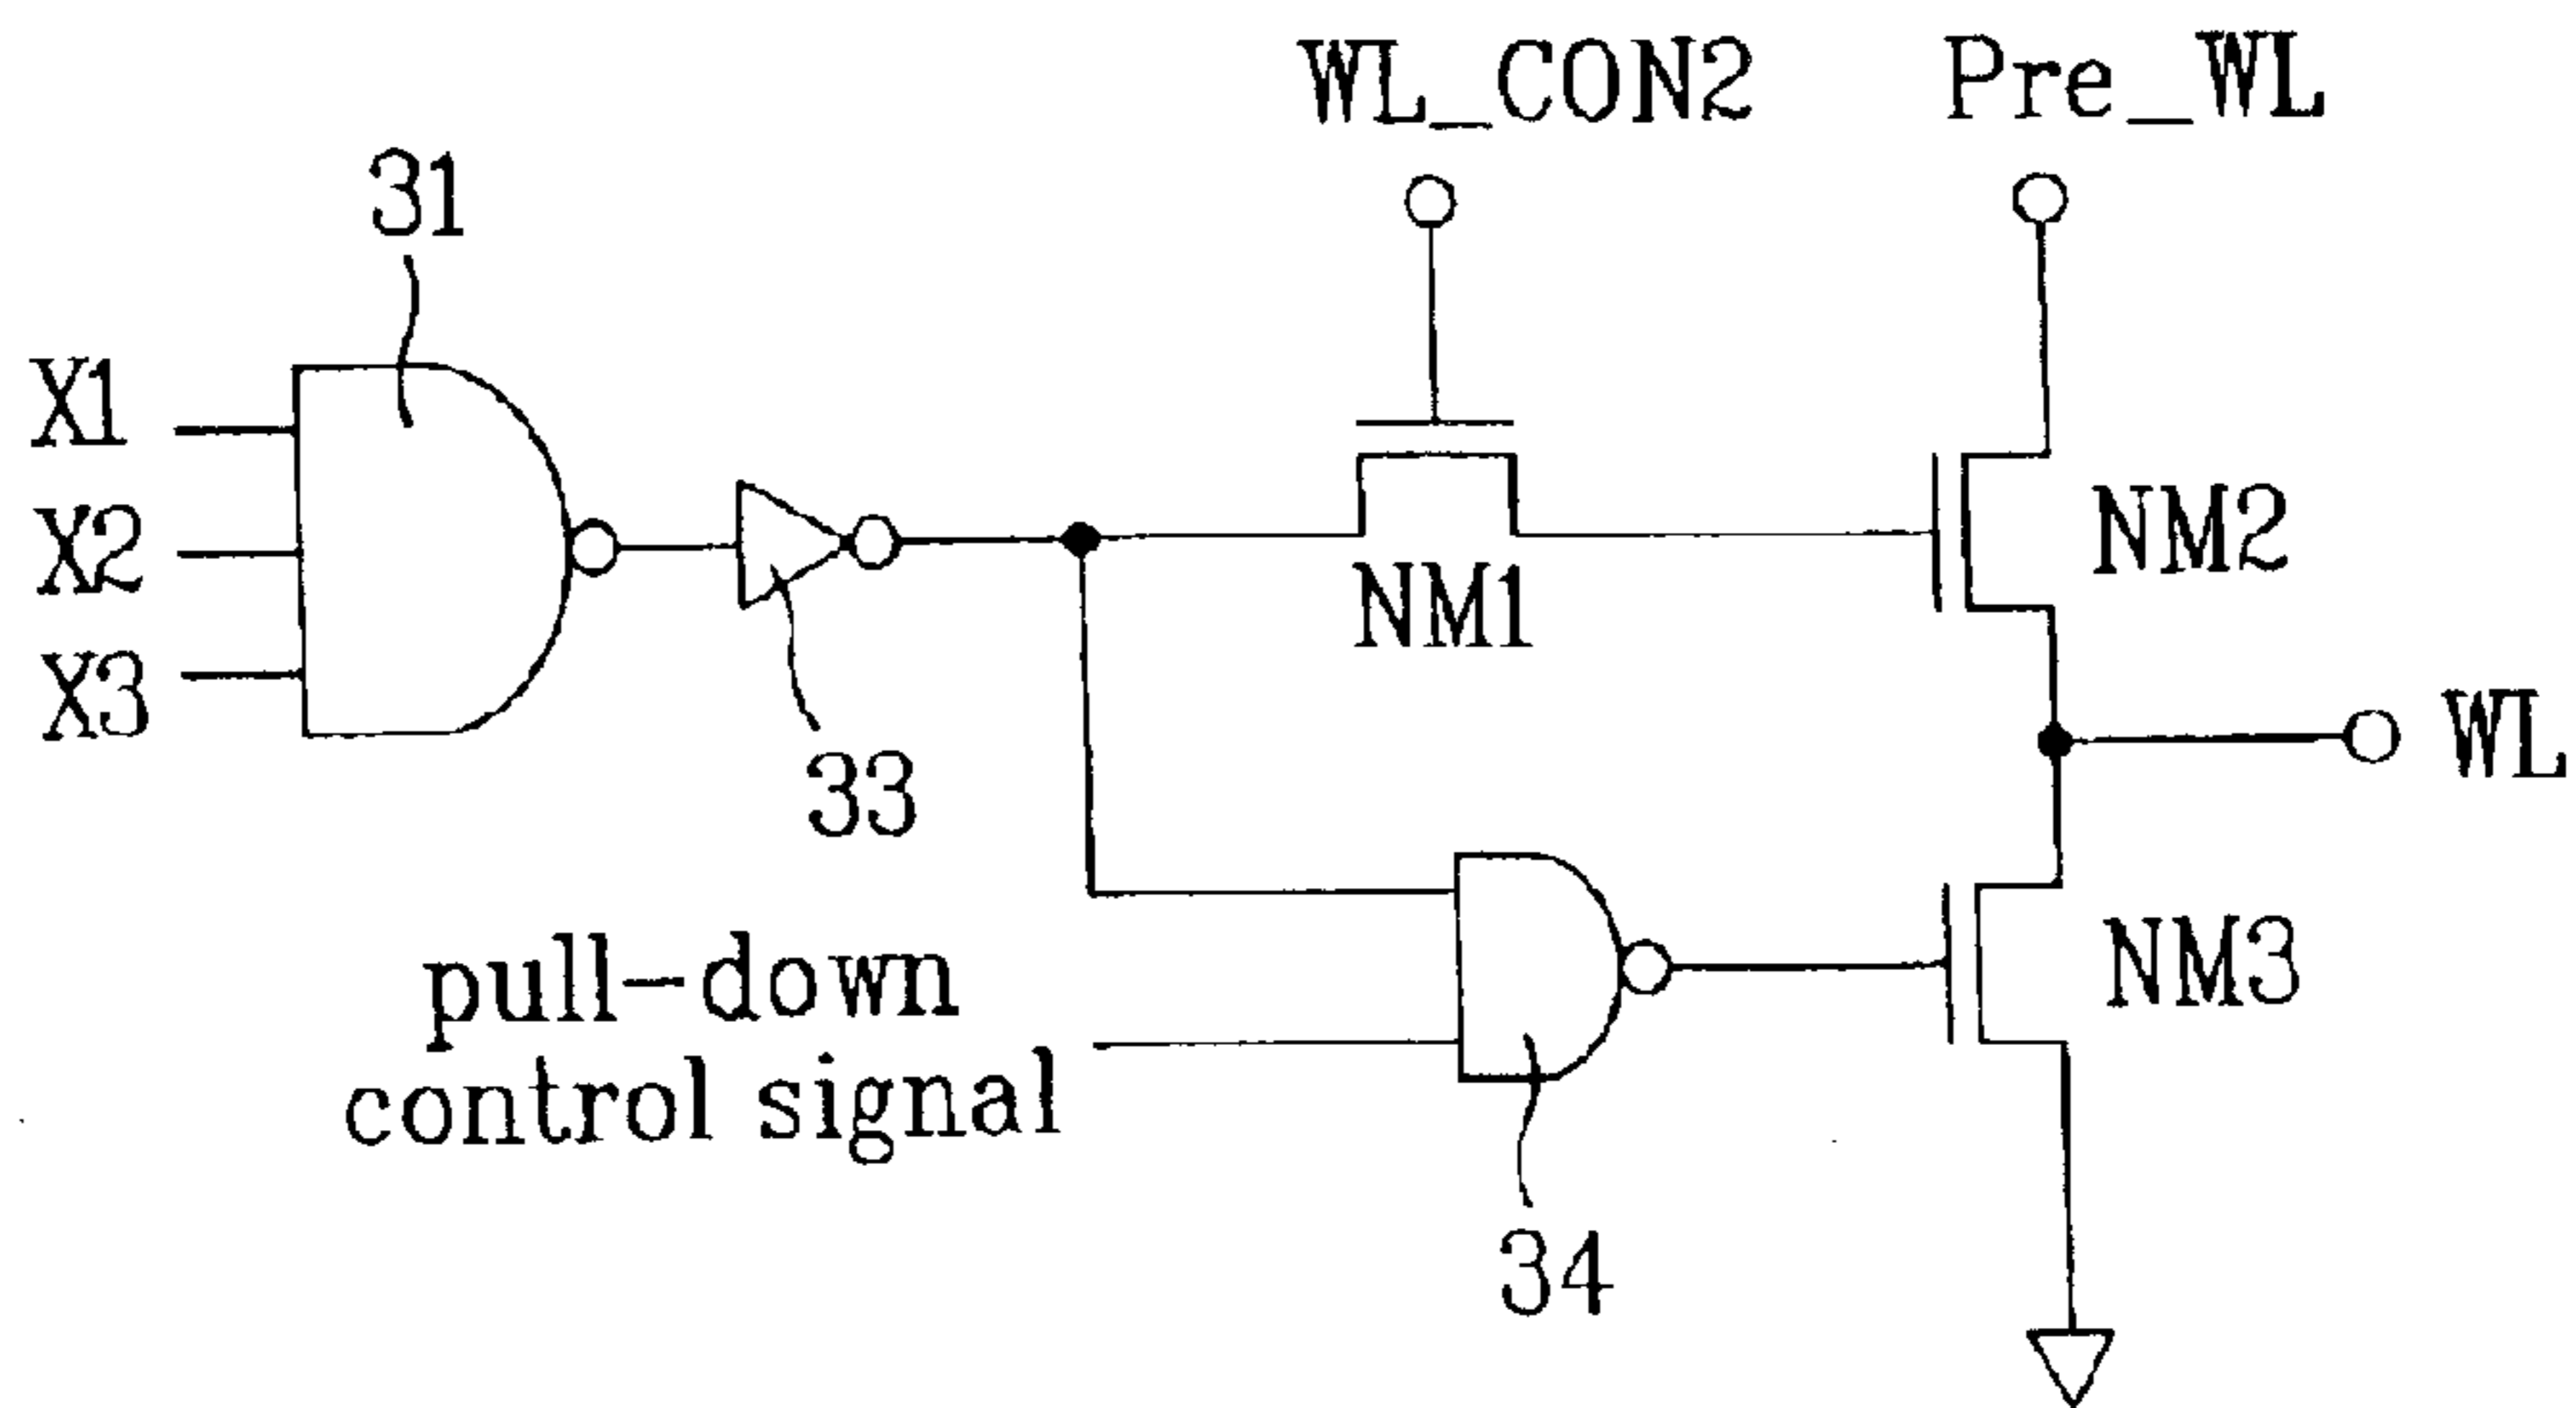 WL_CON2
Pre_WL
31
X1
X2
X3
NM1
NM2
33
WL
pull-down
control signal
NM3
34